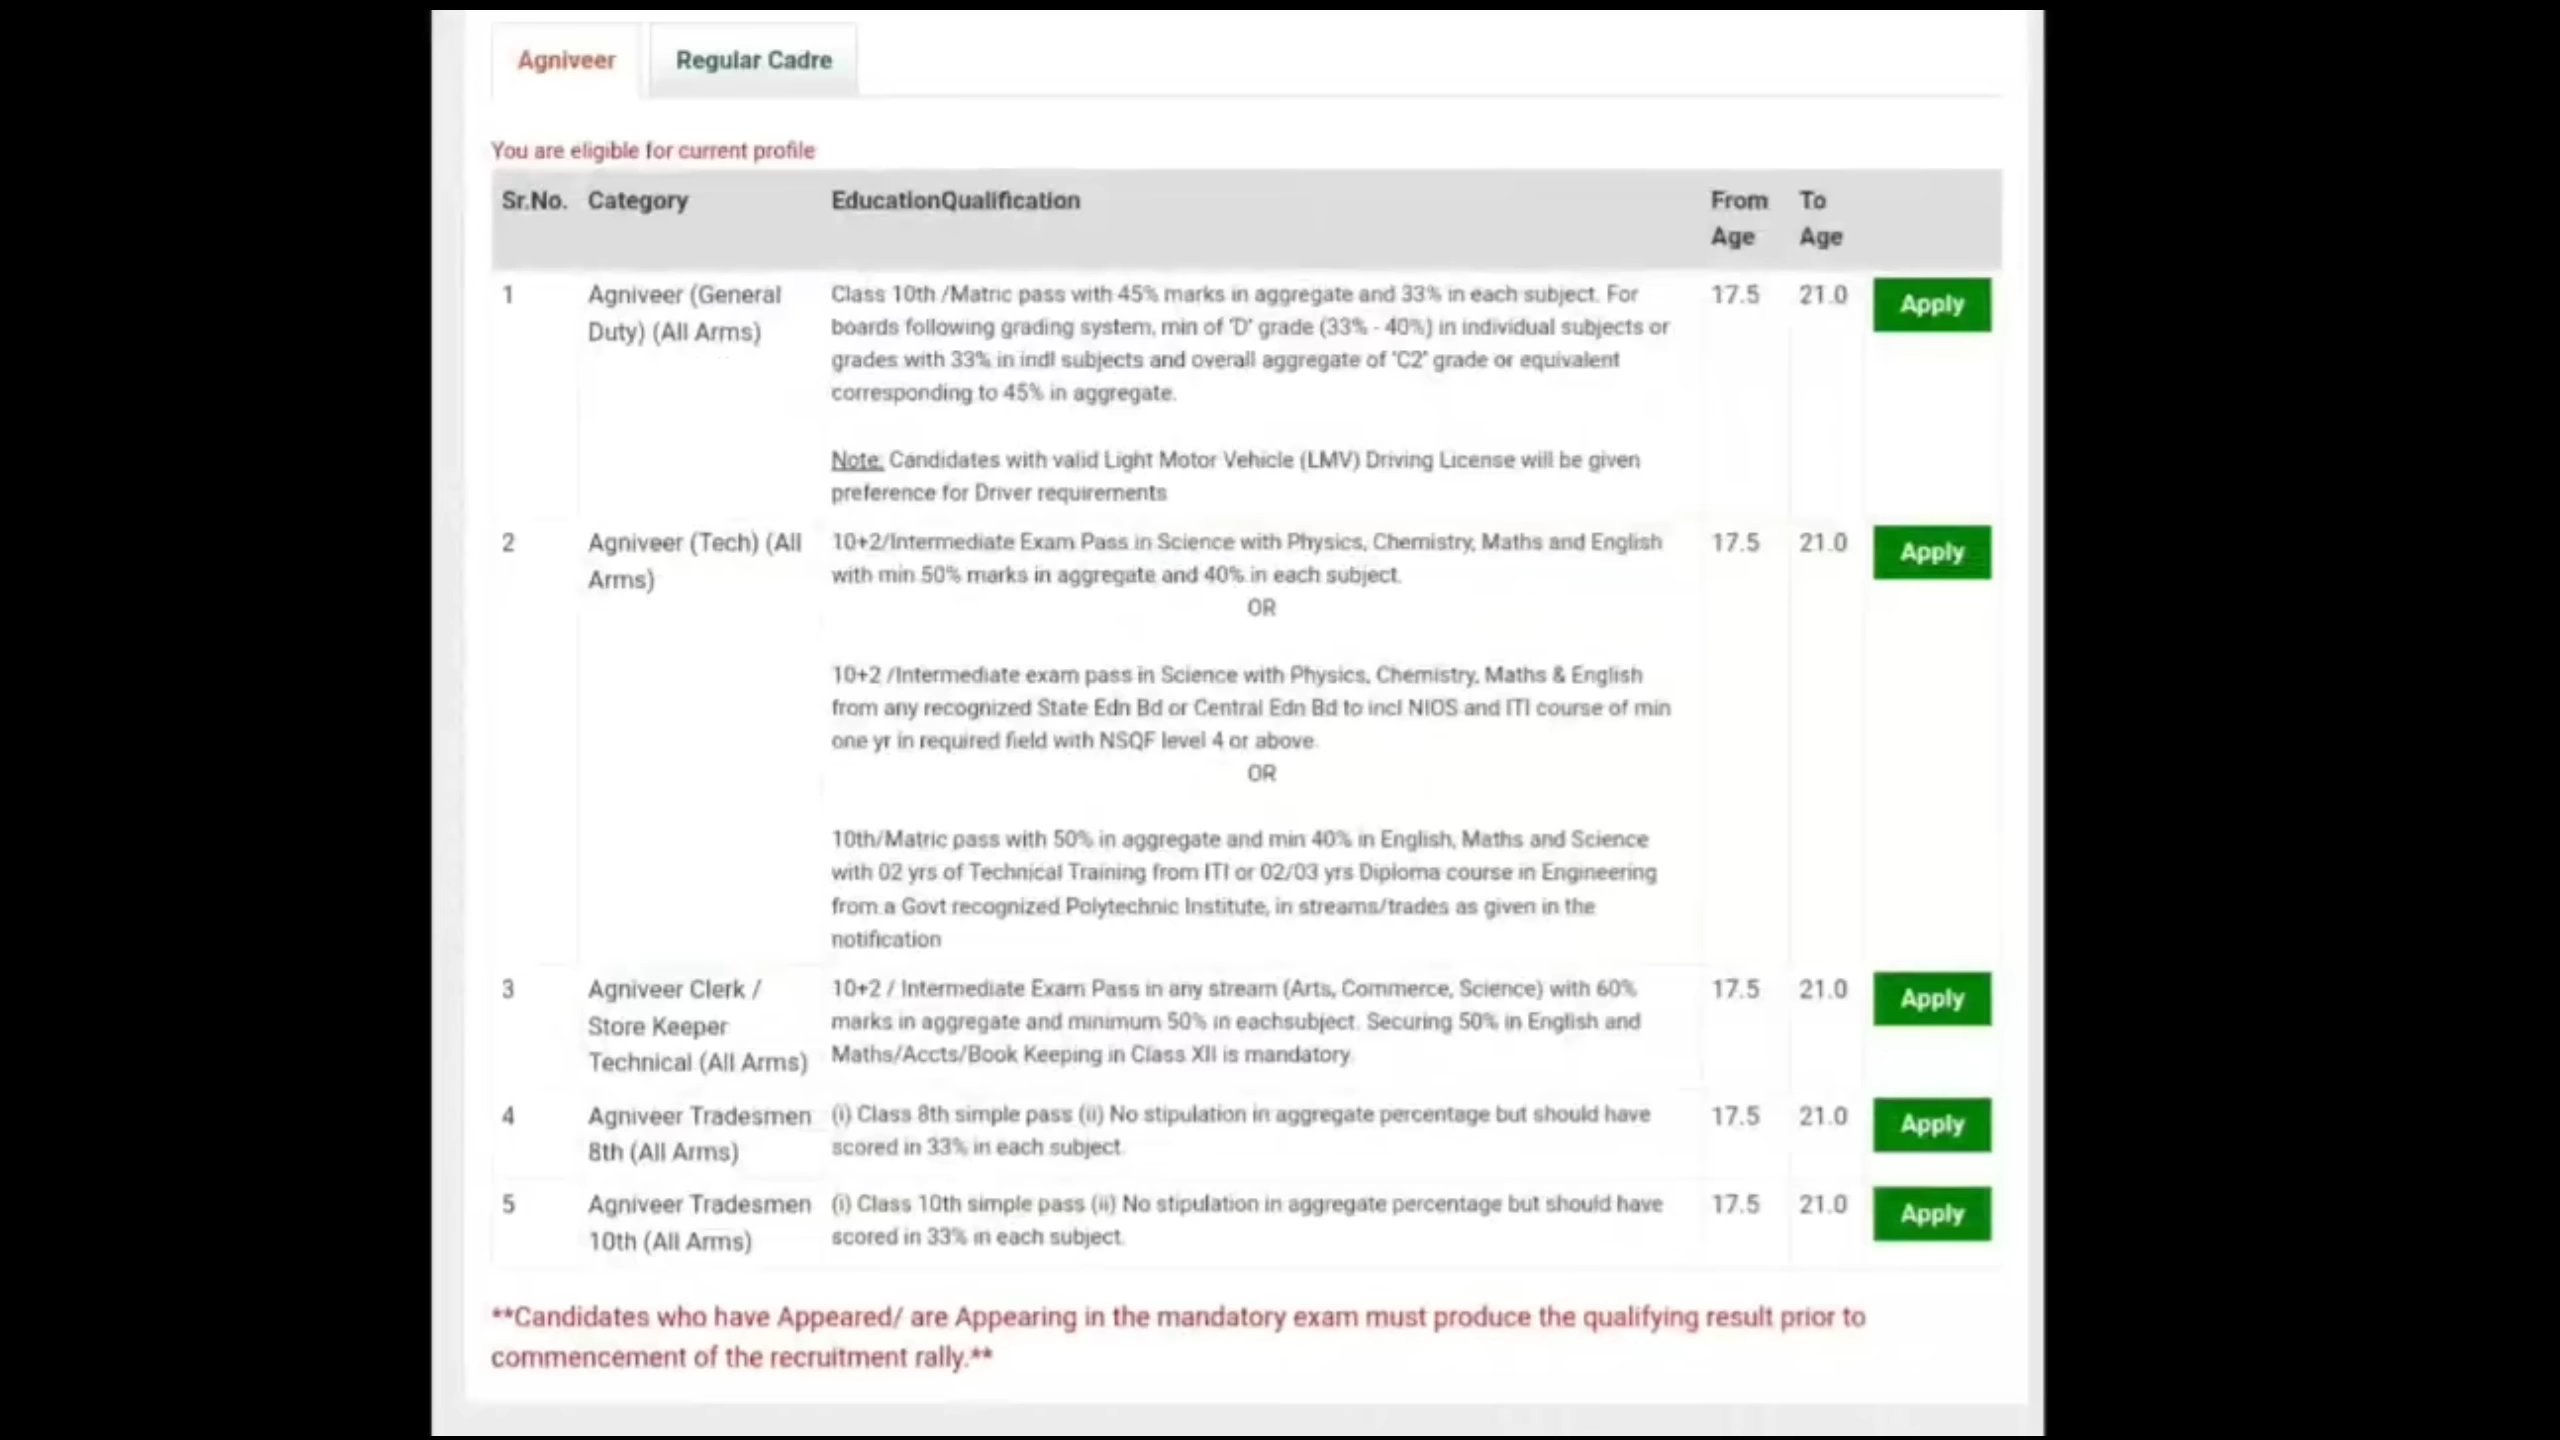 Agniveer
Regular Cadre
You are eligible for current profile
Sr.No. Category EducationQualification From Age To Age
1 Agniveer (General Duty) (All Arms)
Class 10th /Matric pass with 45% marks in aggregate and 33% in each subject. For
boards following grading system, min of 'D' grade (33% - 40%) in individual subjects or
grades with 33% in indl subjects and overall aggregate of 'C2' grade or equivalent
corresponding to 45% in aggregate.
Note: Candidates with valid Light Motor Vehicle (LMV) Driving License will be given
preference for Driver requirements
17.5 21.0 Apply
2 Agniveer (Tech) (All Arms)
10+2/Intermediate Exam Pass in Science with Physics, Chemistry, Maths and English
with min 50% marks in aggregate and 40% in each subject.
OR
10+2 /Intermediate exam pass in Science with Physics, Chemistry, Maths & English
from any recognized State Edn Bd or Central Edn Bd to incl NIOS and ITI course of min
one yr in required field with NSQF level 4 or above.
OR
10th/Matric pass with 50% in aggregate and min 40% in English, Maths and Science
with 02 yrs of Technical Training from ITI or 02/03 yrs Diploma course in Engineering
from a Govt recognized Polytechnic Institute, in streams/trades as given in the
notification
17.5 21.0 Apply
3 Agniveer Clerk / Store Keeper Technical (All Arms)
10+2 / Intermediate Exam Pass in any stream (Arts, Commerce, Science) with 60%
marks in aggregate and minimum 50% in eachsubject. Securing 50% in English and
Maths/Accts/Book Keeping in Class XII is mandatory.
17.5 21.0 Apply
4 Agniveer Tradesmen 8th (All Arms)
(i) Class 8th simple pass (ii) No stipulation in aggregate percentage but should have
scored in 33% in each subject.
17.5 21.0 Apply
5 Agniveer Tradesmen 10th (All Arms)
(i) Class 10th simple pass (ii) No stipulation in aggregate percentage but should have
scored in 33% in each subject.
17.5 21.0 Apply
**Candidates who have Appeared/ are Appearing in the mandatory exam must produce the qualifying result prior to
commencement of the recruitment rally.**